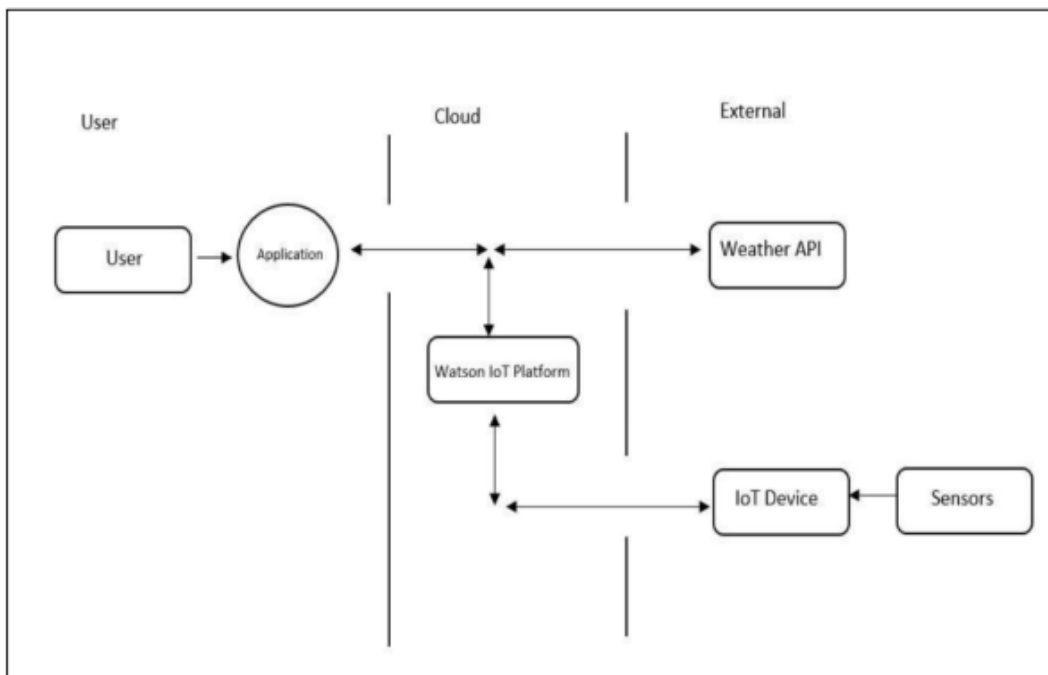 User
Cloud
External
User
Application
Weather API
Watson IoT Platform
IoT Device
Sensors